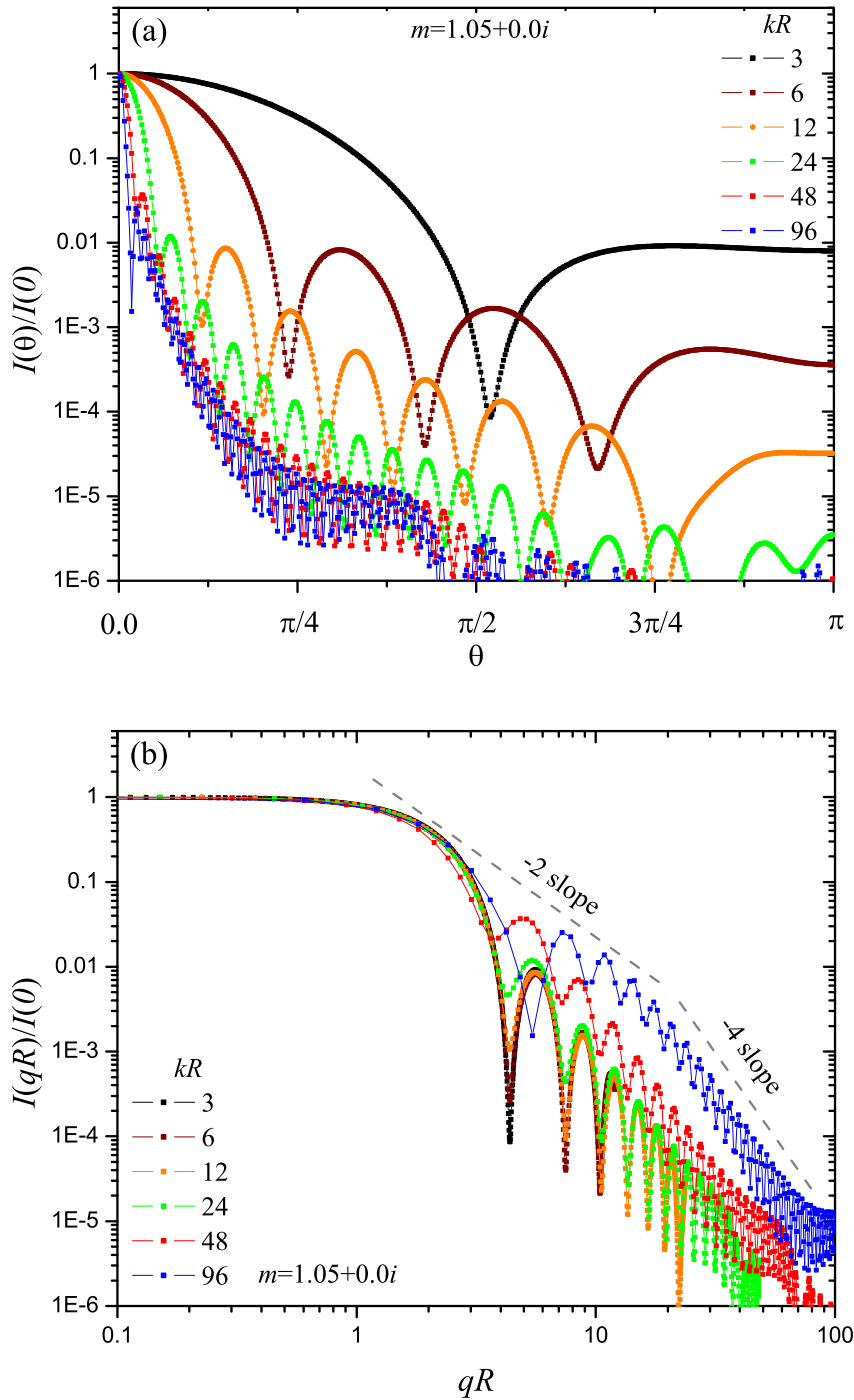 (a)
m=1.05+0.0i
kR
3
6
12
24
48
96
I(θ)/I(0)
1
0.1
0.01
1E-3
1E-4
1E-5
1E-6
0.0
π/4
π/2
3π/4
π
θ
(b)
-2 slope
-4 slope
I(qR)/I(0)
1
0.1
0.01
1E-3
1E-4
1E-5
1E-6
kR
3
6
12
24
48
96
m=1.05+0.0i
0.1
1
10
100
qR